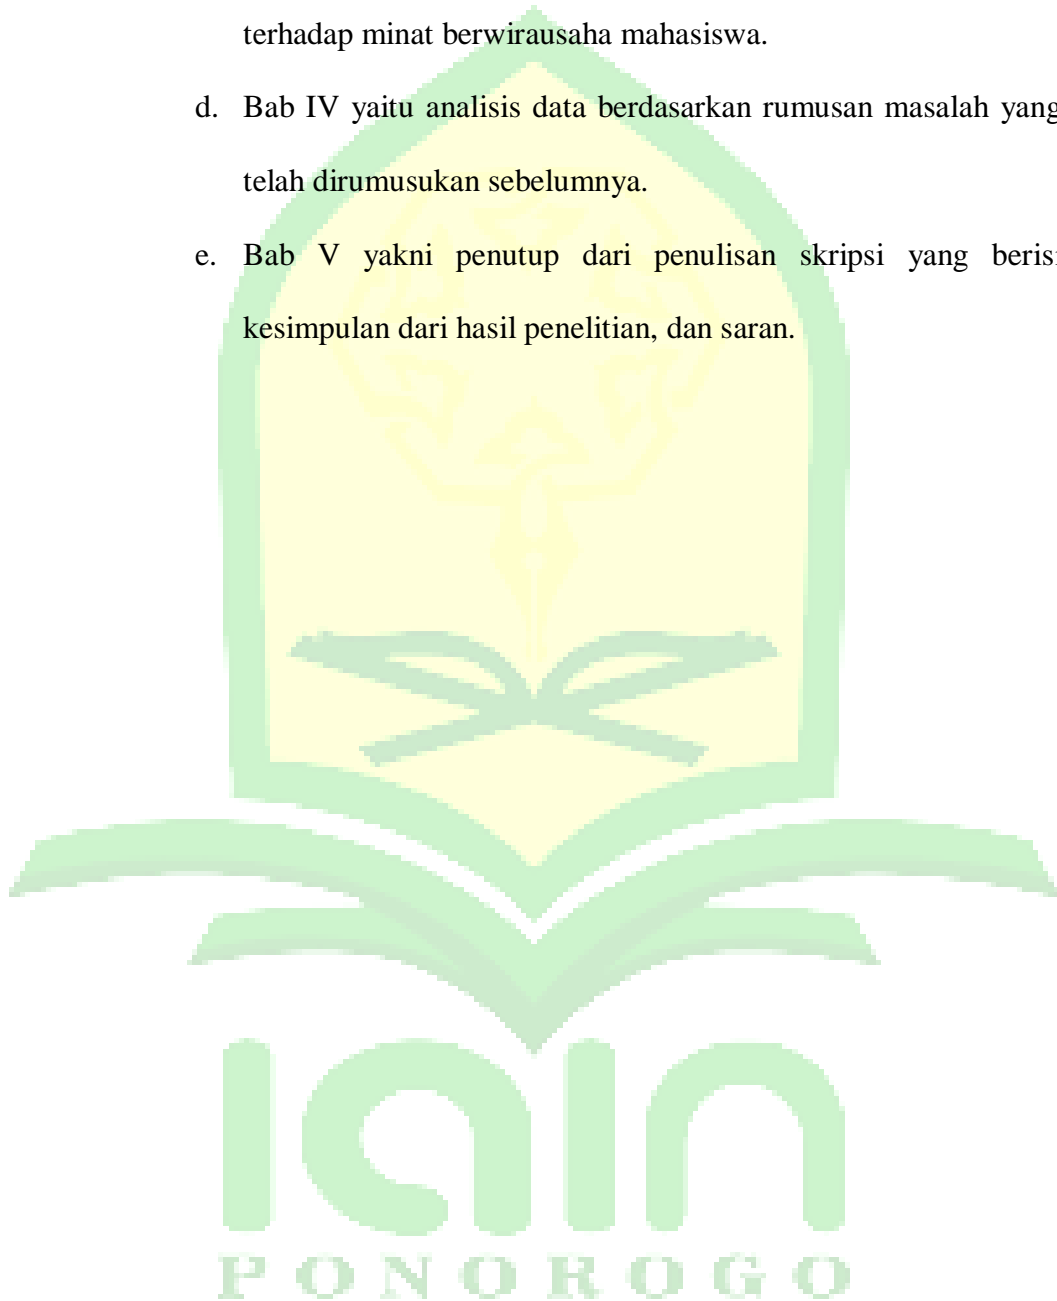 terhadap minat berwirausaha mahasiswa.
d. Bab IV yaitu analisis data berdasarkan rumusan masalah yang
telah dirumusukan sebelumnya.
e. Bab V yakni penutup dari penulisan skripsi yang berisi
kesimpulan dari hasil penelitian, dan saran.
IAIN
PONOROGO